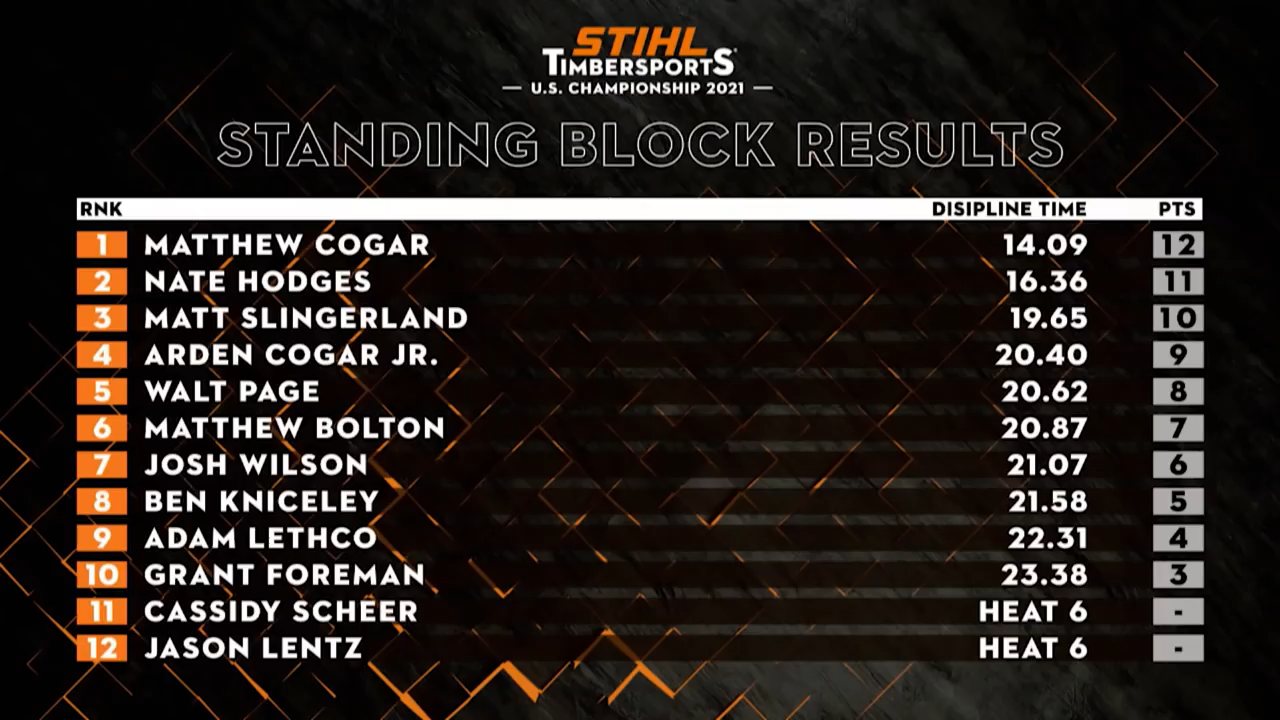 STIHL
TIMBERSPORTS®
— U.S. CHAMPIONSHIP 2021 —
STANDING BLOCK RESULTS
RNK DISIPLINE TIME PTS
1 MATTHEW COGAR 14.09 12
2 NATE HODGES 16.36 11
3 MATT SLINGERLAND 19.65 10
4 ARDEN COGAR JR. 20.40 9
5 WALT PAGE 20.62 8
6 MATTHEW BOLTON 20.87 7
7 JOSH WILSON 21.07 6
8 BEN KNICELEY 21.58 5
9 ADAM LETHCO 22.31 4
10 GRANT FOREMAN 23.38 3
11 CASSIDY SCHEER HEAT 6 -
12 JASON LENTZ HEAT 6 -